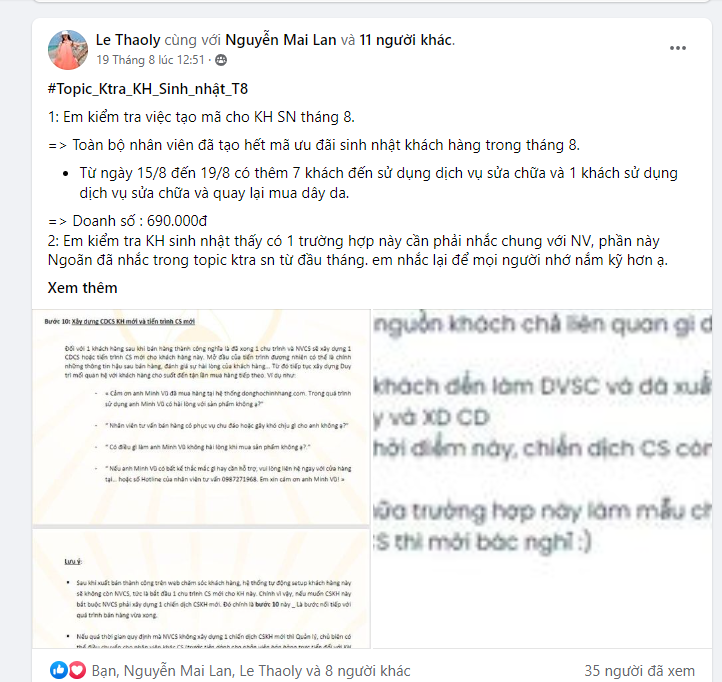 Le Thaoly cùng với Nguyễn Mai Lan và 11 người khác.
19 Tháng 8 lúc 12:51 ·
#Topic_Ktra_KH_Sinh_nhật_T8
1: Em kiểm tra việc tạo mã cho KH SN tháng 8.
=> Toàn bộ nhân viên đã tạo hết mã ưu đãi sinh nhật khách hàng trong tháng 8.
• Từ ngày 15/8 đến 19/8 có thêm 7 khách đến sử dụng dịch vụ sửa chữa và 1 khách sử dụng
dịch vụ sửa chữa và quay lại mua dây da.
=> Doanh số : 690.000đ
2: Em kiểm tra KH sinh nhật thấy có 1 trường hợp này cần phải nhắc chung với NV, phần này
Ngoãn đã nhắc trong topic ktra sn từ đầu tháng. em nhắc lại để mọi người nhớ nắm kỹ hơn ạ.
Xem thêm
Bước 10: Xây dựng CDCS KH mới và tiến trình CS mới
Đối với 1 khách hàng sau khi bán hàng thành công nghĩa là đã xong 1 chu trình và NVCS sẽ xây dựng 1
CDCS hoặc tiến trình CS mới cho khách hàng này. Mở đầu của tiến trình đương nhiên có thể là chính
những thông tin hậu sau bán hàng, đánh giá sự hài lòng của khách hàng... Từ đó tiếp tục xây dựng Duy
trì mối quan hệ với khách hàng cho suốt đến tận lần mua hàng tiếp theo. Ví dụ như:
- « Cảm ơn anh Minh Vũ đã mua hàng tại hệ thống donghochinhhang.com. Trong quá trình
sử dụng anh Minh Vũ có hài lòng với sản phẩm không ạ?"
- " Nhân viên tư vấn bán hàng có phục vụ chu đáo hoặc gây khó chịu gì cho anh không ạ?"
- " Có điều gì làm anh Minh Vũ không hài lòng khi mua sản phẩm không ạ? "
- " Nếu anh Minh Vũ có bất kể thắc mắc gì hay cần hỗ trợ, vui lòng liên hệ ngay với cửa hàng
tại... hoặc số Hotline của nhân viên tư vấn 0987271968. Em xin cảm ơn anh Minh Vũ! »
Lưu ý:
• Sau khi xuất bán thành công trên web chăm sóc khách hàng, hệ thống tự động setup khách hàng này
sẽ không còn NVCS, tức là bắt đầu 1 chu trình CS mới cho KH này. Chính vì vậy, nếu muốn CSKH này
bắt buộc NVCS phải xây dựng 1 chiến dịch CSKH mới. Đó chính là bước 10 này _ Là bước nối tiếp với
quá trình bán hàng vừa xong.
• Nếu quá thời gian quy định mà NVCS không xây dựng 1 chiến dịch CSKH mới thì Quản lý, chủ biên có
nguồn khách chả liên quan gì d
khách dến làm DVSC và dã xuấ
y và XD CD
hời diểm này, chiến dịch CS còn
ữa trường hợp này làm mẫu ch
CS thì mới bác nghĩ :)
Bạn, Nguyễn Mai Lan, Le Thaoly và 8 người khác
35 người đã xem